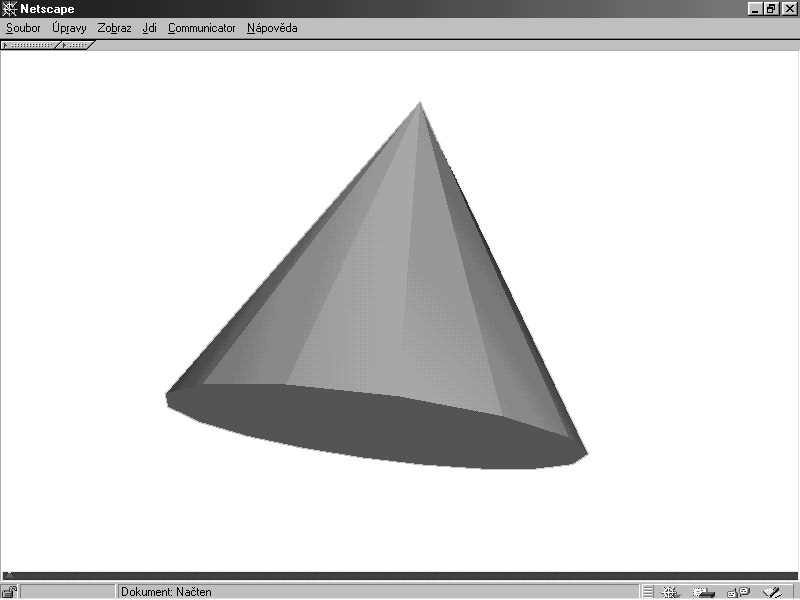 Netscape
Soubor Úpravy Zobraz Jdi Communicator Nápověda
Dokument: Načten